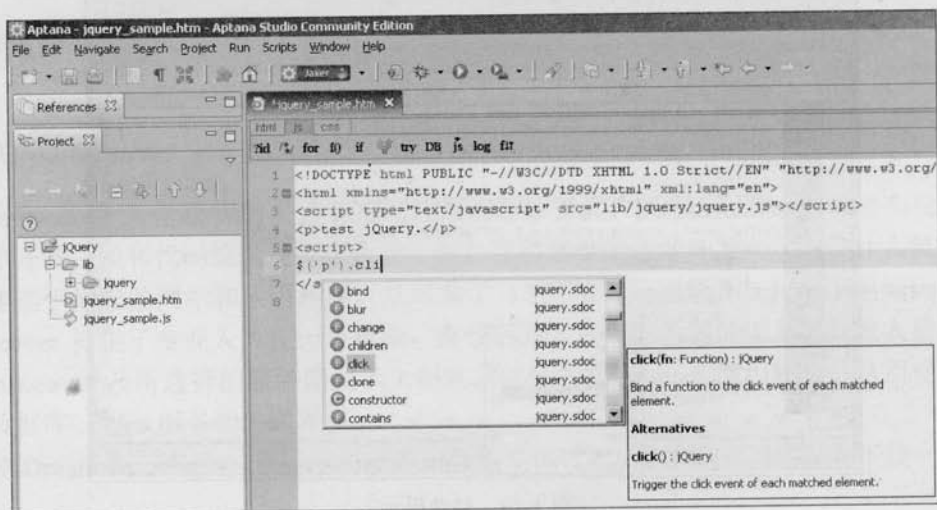 Aptana - jquery_sample.htm - Aptana Studio Community Edition
File Edit Navigate Search Project Run Scripts Window Help
Jaxer
References
Project
jQuery
lib
jquery
jquery_sample.htm
jquery_sample.js
*jquery_sample.htm
html js css
?id for f() if try DB js log
1 <!DOCTYPE html PUBLIC "-//W3C//DTD XHTML 1.0 Strict//EN" "http://www.w3.org/
2 <html xmlns="http://www.w3.org/1999/xhtml" xml:lang="en">
3 <script type="text/javascript" src="lib/jquery/jquery.js"></script>
4 <p>test jQuery.</p>
5 <script>
6 $('p').cli
7 </s
8
bind jquery.sdoc
blur jquery.sdoc
change jquery.sdoc
children jquery.sdoc
click jquery.sdoc
clone jquery.sdoc
constructor jquery.sdoc
contains jquery.sdoc
click(fn: Function) : jQuery
Bind a function to the click event of each matched
element.
Alternatives
click() : jQuery
Trigger the click event of each matched element.